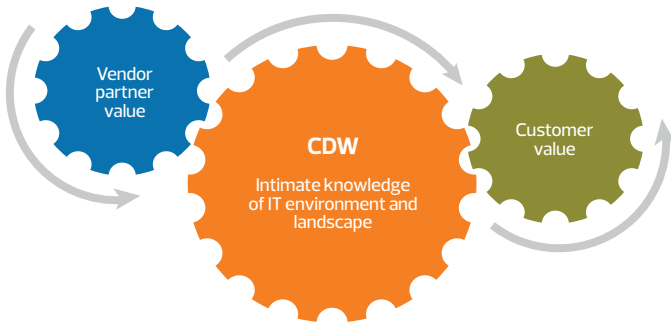 Vendor
partner
value
CDW
Intimate knowledge
of IT environment and
landscape
Customer
value